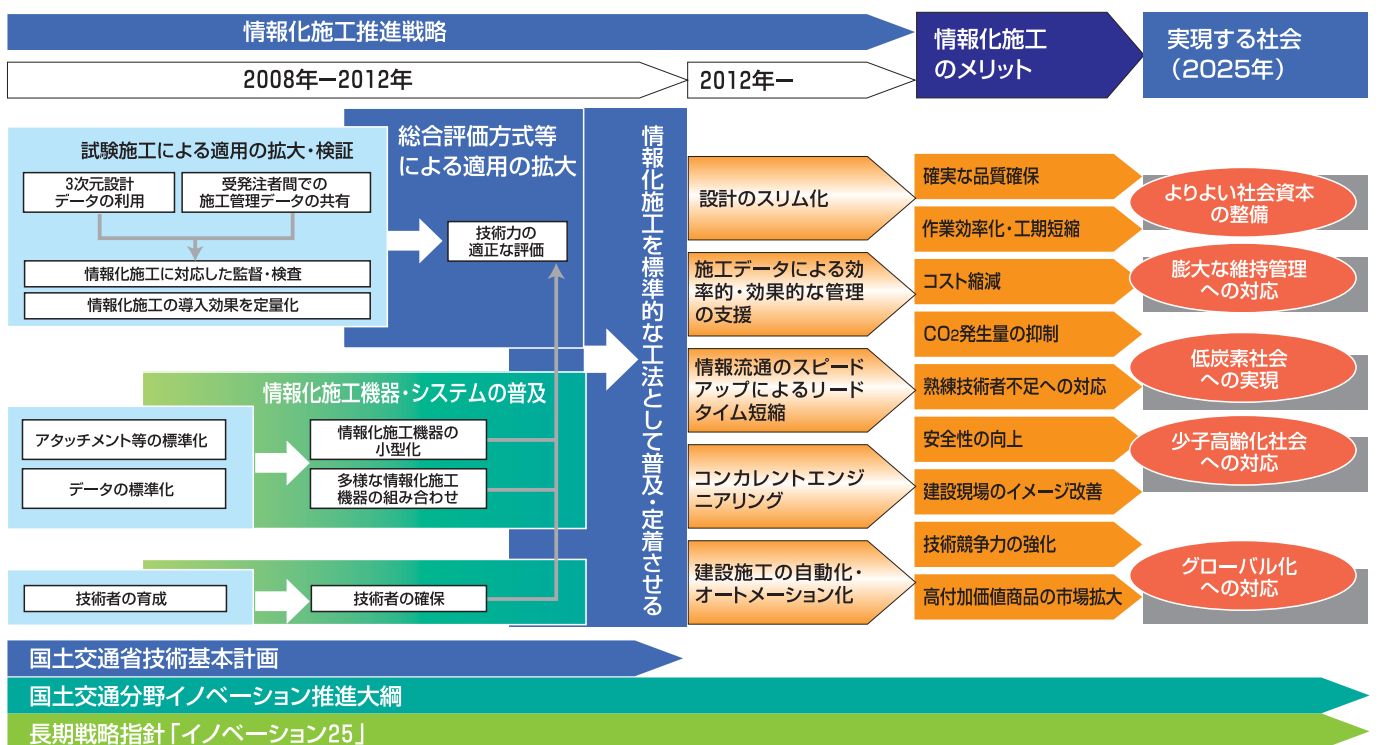 情報化施工推進戦略
情報化施工
のメリット
実現する社会
（2025年）
2008年－2012年
2012年－
試験施工による適用の拡大・検証
3次元設計
データの利用
受発注者間での
施工管理データの共有
情報化施工に対応した監督・検査
情報化施工の導入効果を定量化
総合評価方式等
による適用の拡大
技術力の
適正な評価
情報化施工機器・システムの普及
アタッチメント等の標準化
データの標準化
情報化施工機器の
小型化
多様な情報化施工
機器の組み合わせ
技術者の育成
技術者の確保
情報化施工を標準的な工法として普及・定着させる
設計のスリム化
施工データによる効
率的・効果的な管理
の支援
情報流通のスピード
アップによるリード
タイム短縮
コンカレントエンジ
ニアリング
建設施工の自動化・
オートメーション化
確実な品質確保
作業効率化・工期短縮
コスト縮減
CO₂発生量の抑制
熟練技術者不足への対応
安全性の向上
建設現場のイメージ改善
技術競争力の強化
高付加価値商品の市場拡大
よりよい社会資本
の整備
膨大な維持管理
への対応
低炭素社会
への実現
少子高齢化社会
への対応
グローバル化
への対応
国土交通省技術基本計画
国土交通分野イノベーション推進大綱
長期戦略指針「イノベーション25」